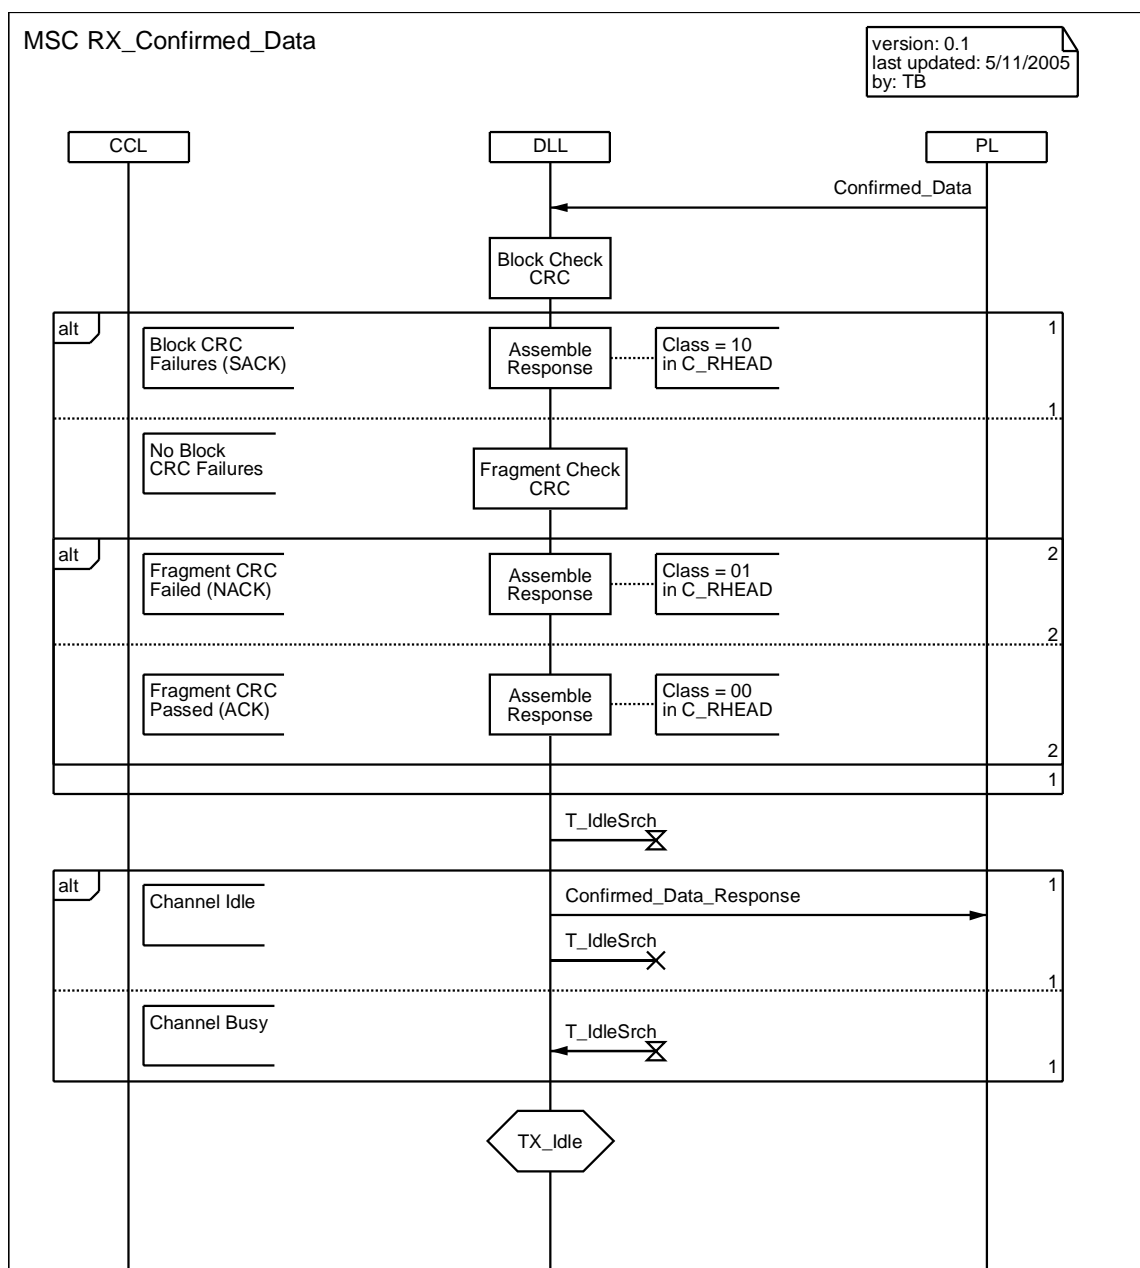 MSC RX_Confirmed_Data
version: 0.1
last updated: 5/11/2005
by: TB
CCL
DLL
PL
Confirmed_Data
Block Check
CRC
alt
1
Block CRC
Failures (SACK)
Assemble
Response
Class = 10
in C_RHEAD
1
No Block
CRC Failures
Fragment Check
CRC
alt
2
Fragment CRC
Failed (NACK)
Assemble
Response
Class = 01
in C_RHEAD
2
Fragment CRC
Passed (ACK)
Assemble
Response
Class = 00
in C_RHEAD
2
1
T_IdleSrch
alt
1
Channel Idle
Confirmed_Data_Response
T_IdleSrch
1
Channel Busy
T_IdleSrch
1
TX_Idle